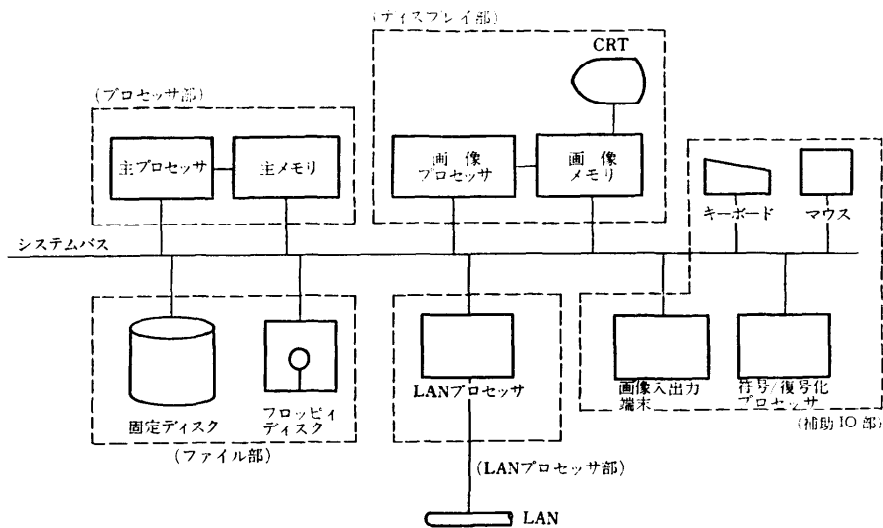 (ディスプレイ部)
CRT
(プロセッサ部)
主プロセッサ
主メモリ
画像
プロセッサ
画像
メモリ
キーボード
マウス
システムバス
固定ディスク
フロッピィ
ディスク
(ファイル部)
LANプロセッサ
(LANプロセッサ部)
LAN
画像入出力
端末
符号/復号化
プロセッサ
(補助IO部)